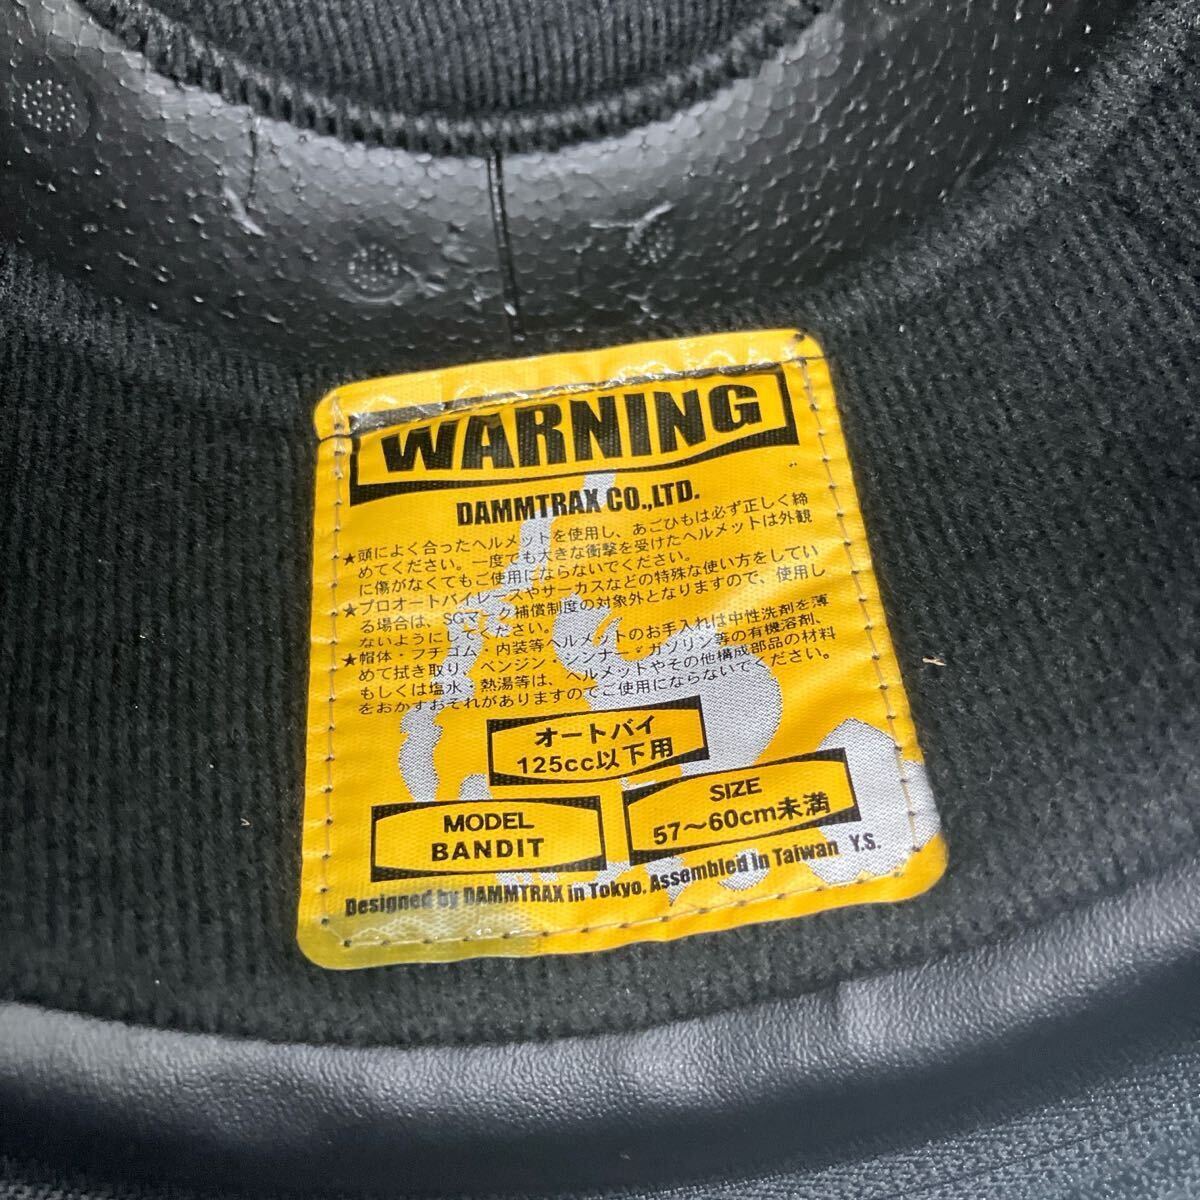 WARNING
DAMMTRAX CO.,LTD.
★頭によく合ったヘルメットを使用し、あごひもは必ず正しく締
めてください。一度でも大きな衝撃を受けたヘルメットは外観
に傷がなくてもご使用にならないでください。
★プロオートバイレースやサーカスなどの特殊な使い方をしてい
る場合は、SGマーク補償制度の対象外となりますので、使用し
ないようにしてください。
★帽体・フチゴム・内装等ヘルメットのお手入れは中性洗剤を薄
めて拭き取り、ベンジン・シンナー・ガソリン等の有機溶剤、
もしくは塩水・熱湯等は、ヘルメットやその他構成部品の材料
をおかすおそれがありますのでご使用にならないでください。
オートバイ
125cc以下用
MODEL
BANDIT
SIZE
57～60cm未満
Designed by DAMMTRAX in Tokyo. Assembled in Taiwan Y.S.